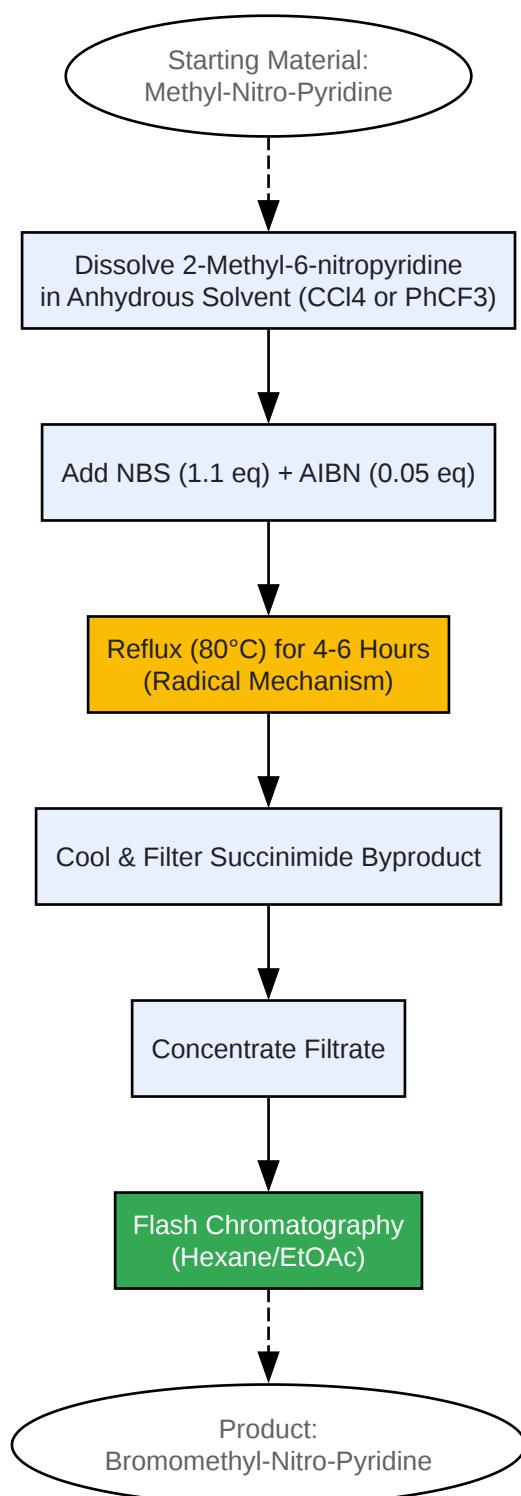 Starting Material:
Methyl-Nitro-Pyridine
Dissolve 2-Methyl-6-nitropyridine
in Anhydrous Solvent (CCl4 or PhCF3)
Add NBS (1.1 eq) + AIBN (0.05 eq)
Reflux (80°C) for 4-6 Hours
(Radical Mechanism)
Cool & Filter Succinimide Byproduct
Concentrate Filtrate
Flash Chromatography
(Hexane/EtOAc)
Product:
Bromomethyl-Nitro-Pyridine